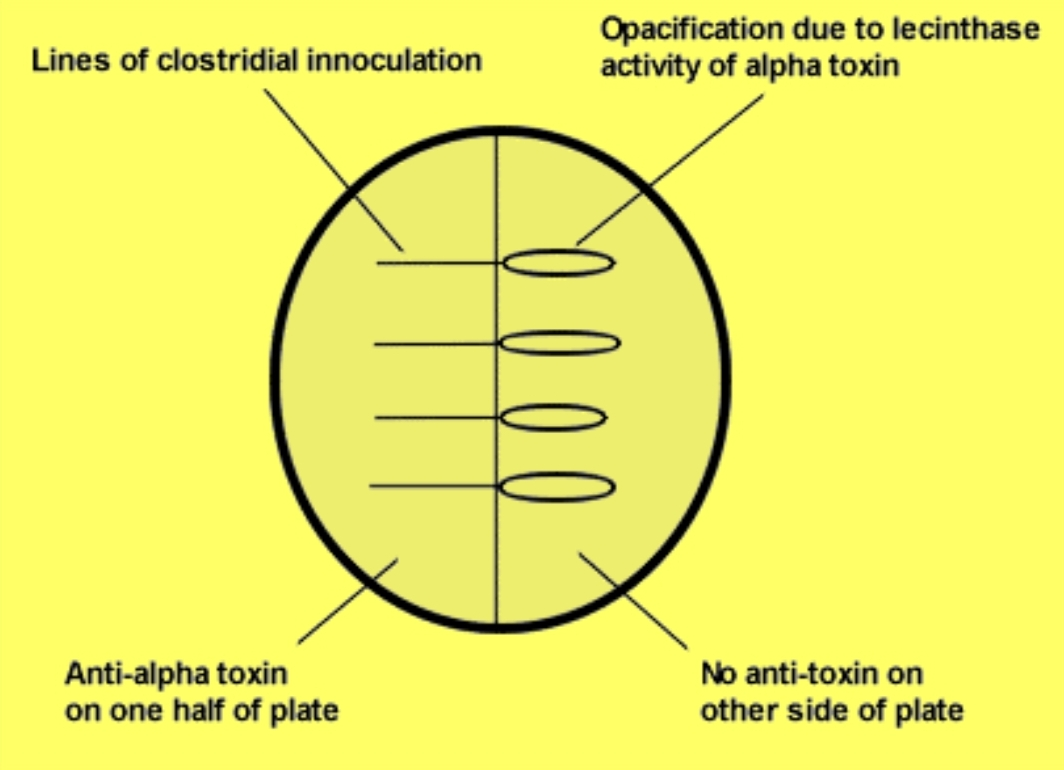 Lines of clostridial innoculation
Opacification due to lecinthase
activity of alpha toxin
Anti-alpha toxin
on one half of plate
No anti-toxin on
other side of plate